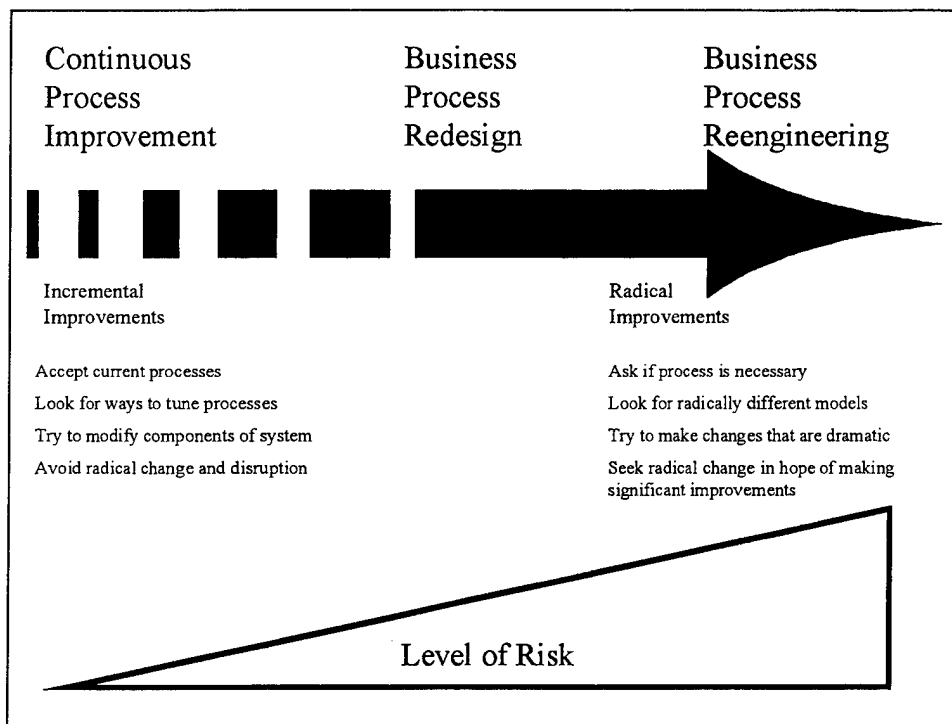 Continuous
Process
Improvement
Business
Process
Redesign
Business
Process
Reengineering
Incremental
Improvements
Accept current processes
Look for ways to tune processes
Try to modify components of system
Avoid radical change and disruption
Radical
Improvements
Ask if process is necessary
Look for radically different models
Try to make changes that are dramatic
Seek radical change in hope of making
significant improvements
Level of Risk